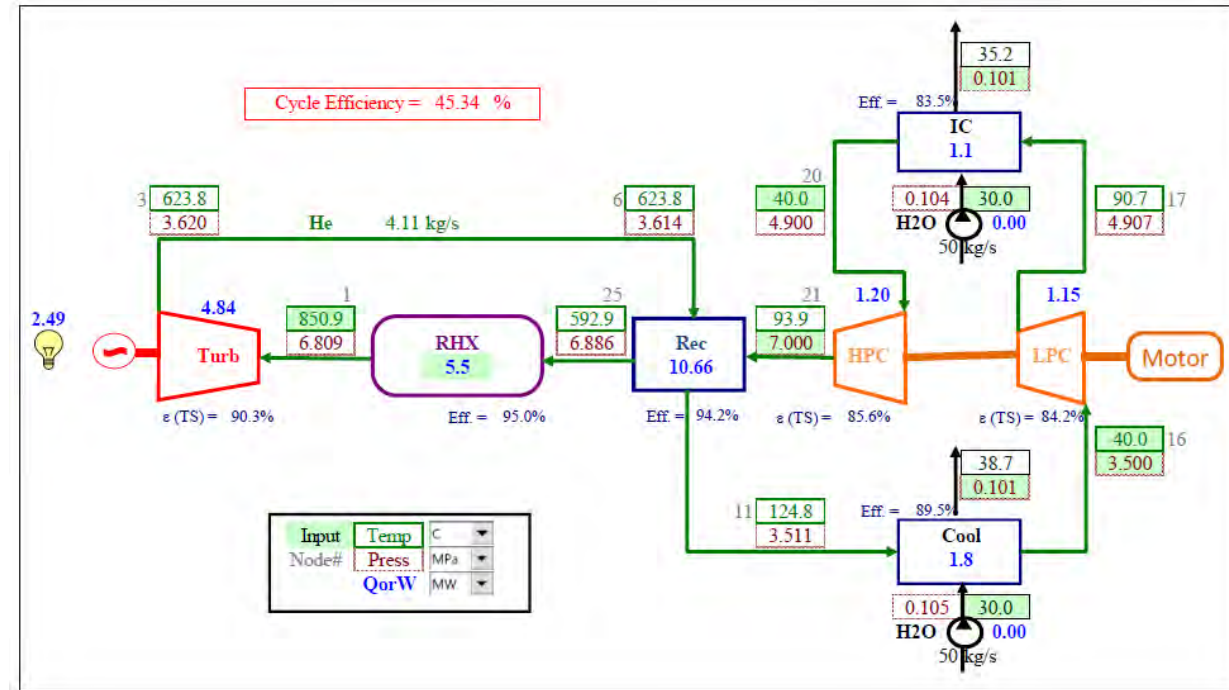 35.2
0.101
Cycle Efficiency = 45.34 %
Eff. = 83.5%
IC
1.1
20
3 623.8
3.620
6 623.8
3.614
40.0
4.900
0.104 30.0
H2O 0.00
50 kg/s
90.7 17
4.907
He 4.11 kg/s
2.49
4.84
1
850.9
6.809
25
592.9
6.886
21
93.9
7.000
1.20
1.15
Turb
RHX
5.5
Rec
10.66
HPC
LPC
Motor
ε (TS) = 90.3%
Eff. = 95.0%
Eff. = 94.2%
ε (TS) = 85.6%
ε (TS) = 84.2%
40.0 16
3.500
38.7
0.101
11 124.8
3.511
Eff. = 89.5%
Cool
1.8
Input Temp C
Node# Press MPa
QorW MW
0.105 30.0
H2O 0.00
50 kg/s